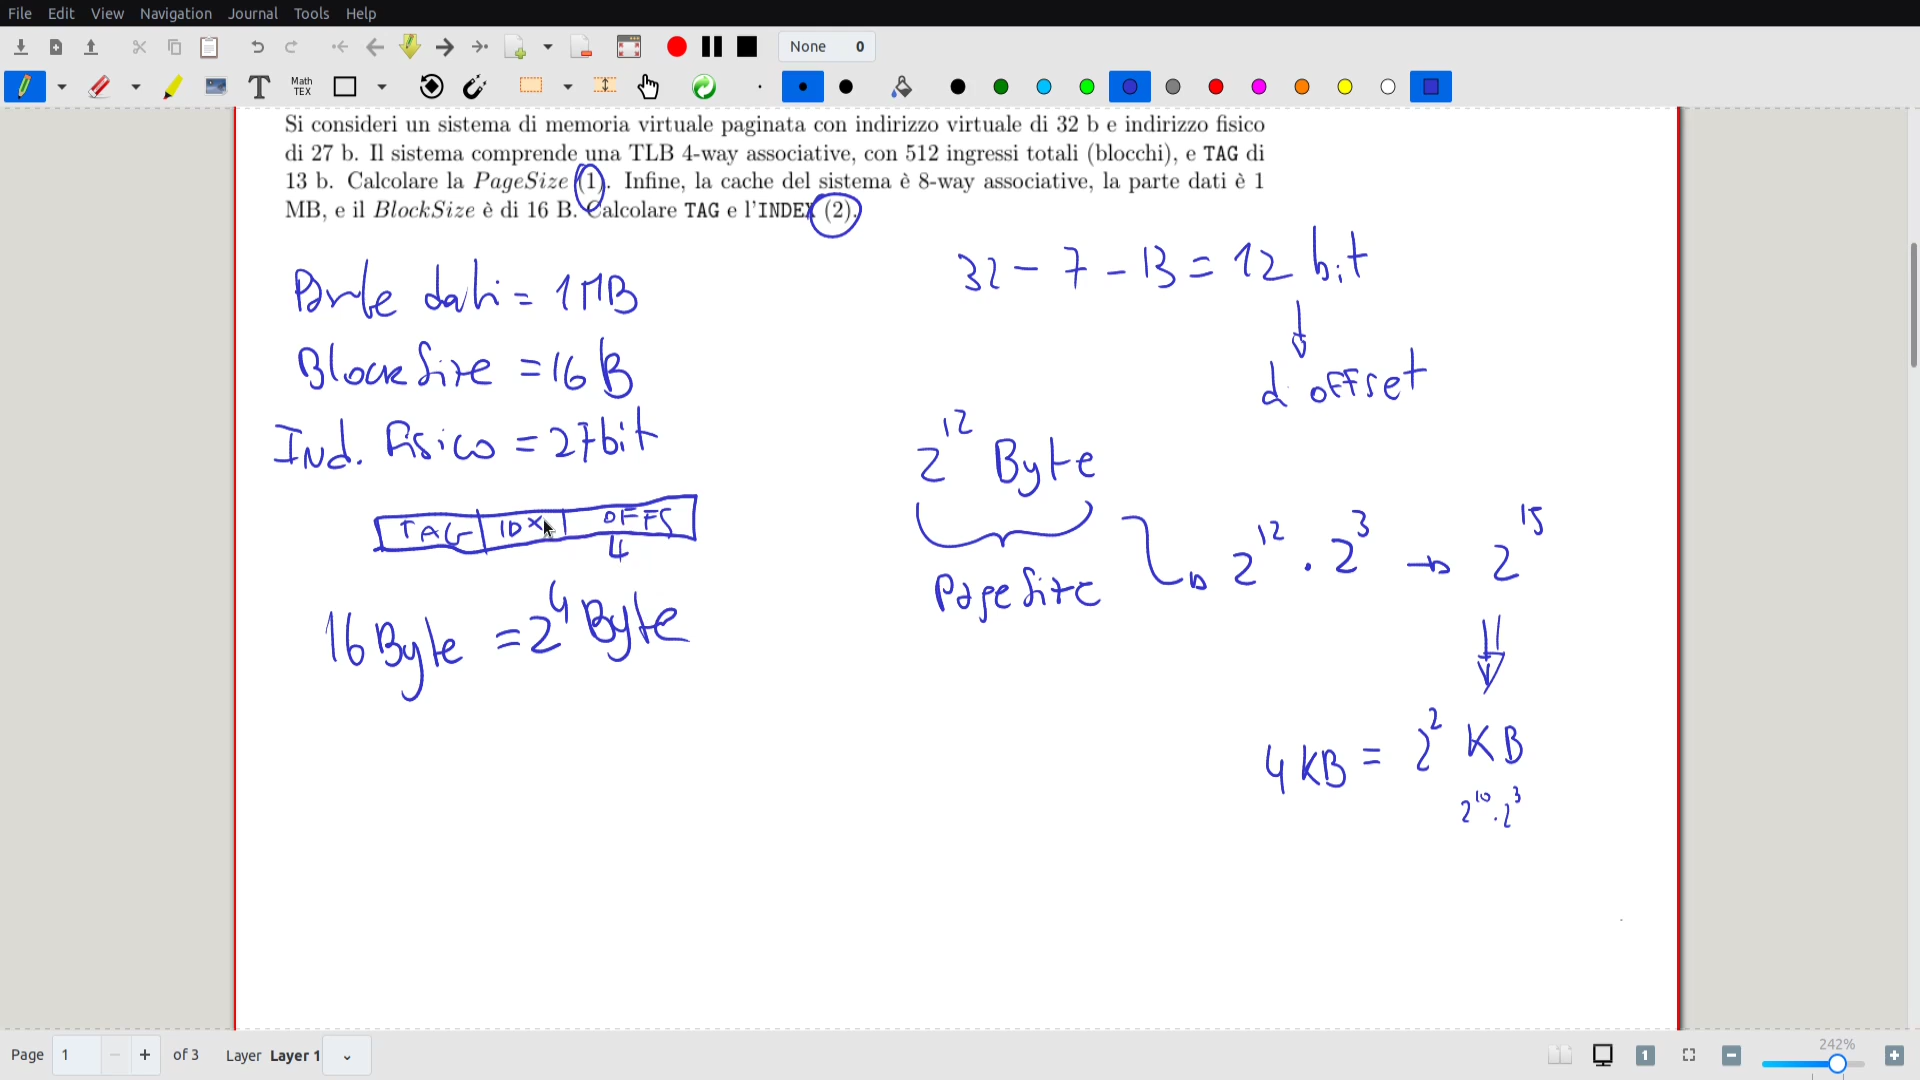 File Edit View Navigation Journal Tools Help
None 0
T Math TEX
Si consideri un sistema di memoria virtuale paginata con indirizzo virtuale di 32 b e indirizzo fisico
di 27 b. Il sistema comprende una TLB 4-way associative, con 512 ingressi totali (blocchi), e TAG di
13 b. Calcolare la PageSize (1). Infine, la cache del sistema è 8-way associative, la parte dati è 1
MB, e il BlockSize è di 16 B. Calcolare TAG e l'INDEX (2).
Parte dati = 1MB
BlockSize = 16 B
Ind. Fisico = 27 bit
TAG IDX OFFS
4
16 Byte = 2^4 Byte
32 - 7 - 13 = 12 bit
d offset
2^12 Byte
PageSize
2^12 . 2^3 → 2^15
4 KB = 2^2 KB
2^10 . 2^3
Page 1 of 3 Layer Layer 1
1 242%